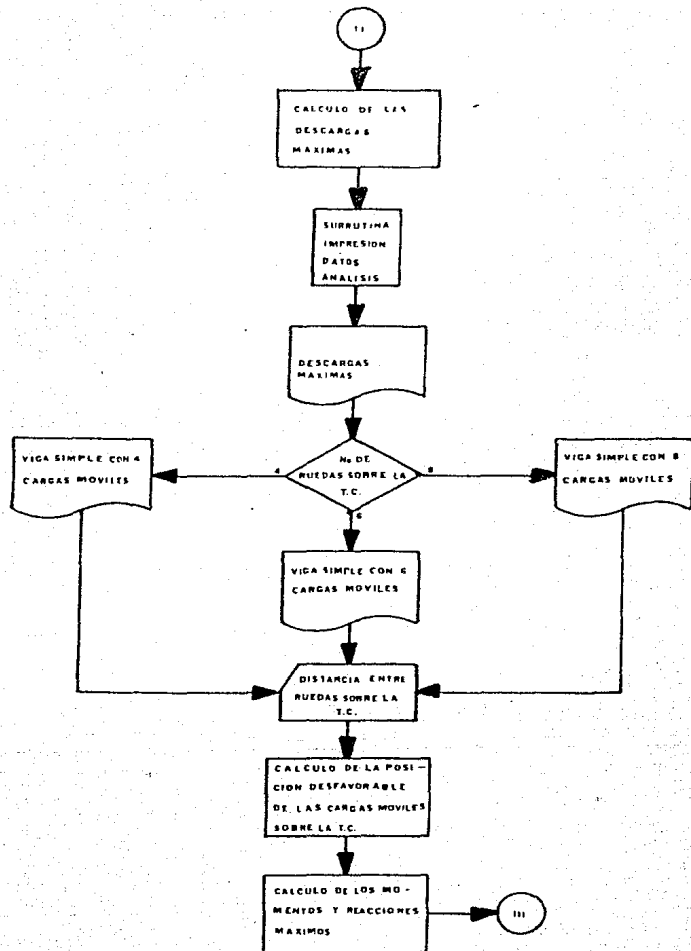 II
CALCULO DE LAS
DESCARGAS
MAXIMAS
SURRUTINA
IMPRESION
DATOS
ANALISIS
DESCARGAS
MAXIMAS
No DE
RUEDAS SOBRE LA
T.C.
4
8
6
VIGA SIMPLE CON 4
CARGAS MOVILES
VIGA SIMPLE CON 8
CARGAS MOVILES
VIGA SIMPLE CON 6
CARGAS MOVILES
DISTANCIA ENTRE
RUEDAS SOBRE LA
T.C.
CALCULO DE LA POSI-
CION DESFAVORABLE
DE LAS CARGAS MOVILES
SOBRE LA T.C.
CALCULO DE LOS MO-
MENTOS Y REACCIONES
MAXIMOS
III